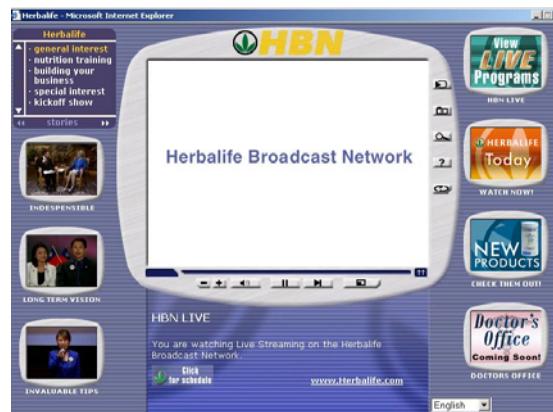 Herbalife - Microsoft Internet Explorer
Herbalife
· general interest
· nutrition training
· building your
business
· special interest
· kickoff show
stories
INDESPENSIBLE
LONG TERM VISION
INVALUABLE TIPS
HBN
Herbalife Broadcast Network
?
HBN LIVE
You are watching Live Streaming on the Herbalife
Broadcast Network.
Click
for schedule
www.Herbalife.com
View
LIVE
Programs
HBN LIVE
HERBALIFE
Today
WATCH NOW!
NEW
PRODUCTS
CHECK THEM OUT!
Doctor's
Office
Coming Soon!
DOCTORS OFFICE
English